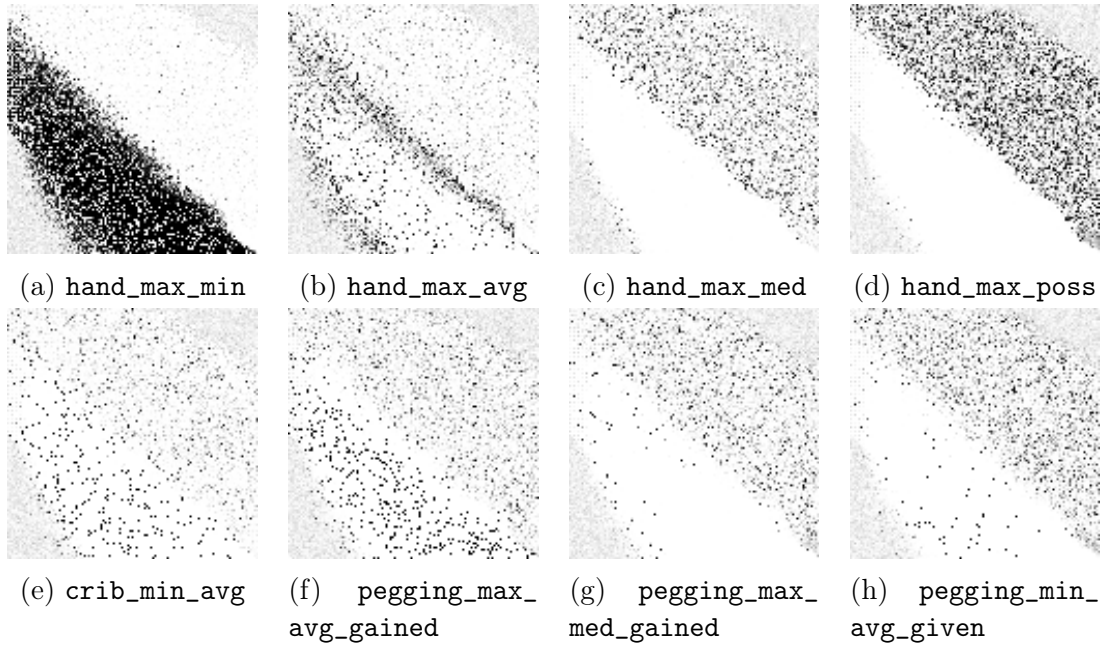 (a) hand_max_min (b) hand_max_avg (c) hand_max_med (d) hand_max_poss
(e) crib_min_avg (f) pegging_max_ (g) pegging_max_ (h) pegging_min_
avg_gained med_gained avg_given